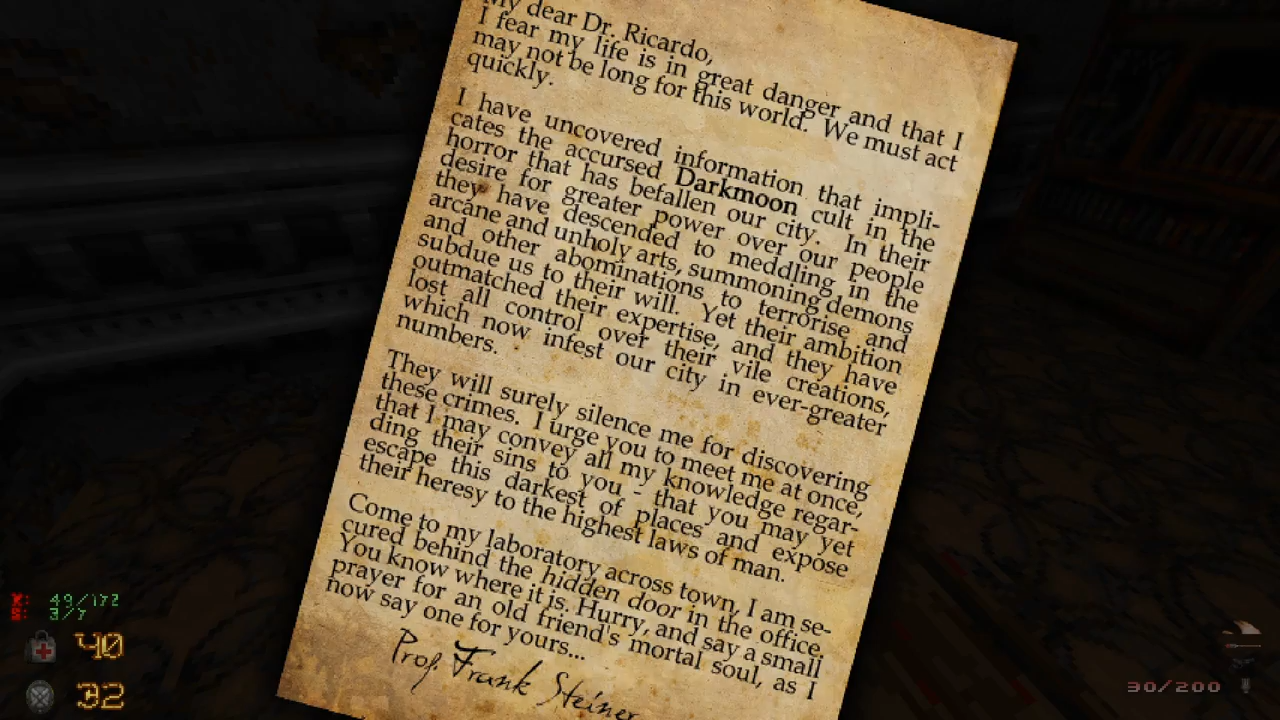 My dear Dr. Ricardo,
I fear my life is in great danger and that I
may not be long for this world. We must act
quickly.
I have uncovered information that impli-
cates the accursed Darkmoon cult in the
horror that has befallen our city. In their
desire for greater power over our people
they have descended to meddling in the
arcane and unholy arts, summoning demons
and other abominations to terrorise and
subdue us to their will. Yet their ambition
outmatched their expertise, and they have
lost all control over their vile creations,
which now infest our city in ever-greater
numbers.
They will surely silence me for discovering
these crimes. I urge you to meet me at once,
that I may convey all my knowledge regar-
ding their sins to you - that you may yet
escape this darkest of places and expose
their heresy to the highest laws of man.
Come to my laboratory across town, I am se-
cured behind the hidden door in the office.
You know where it is. Hurry, and say a small
prayer for an old friend's mortal soul, as I
now say one for yours...
Prof. Frank Steiner
K: 49/172
S: 3/7
40
32
30/200